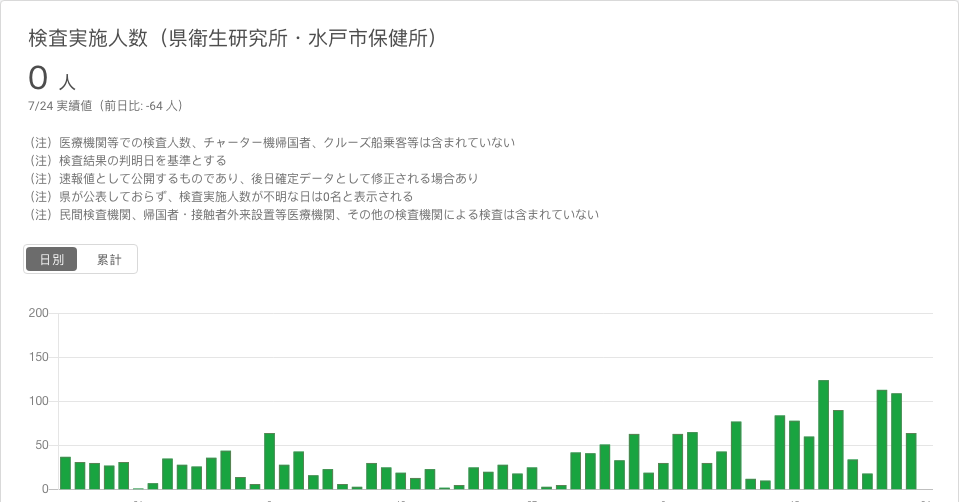 検査実施人数（県衛生研究所・水戸市保健所）
0 人
7/24 実績値（前日比: -64 人）
（注）医療機関等での検査人数、チャーター機帰国者、クルーズ船乗客等は含まれていない
（注）検査結果の判明日を基準とする
（注）速報値として公開するものであり、後日確定データとして修正される場合あり
（注）県が公表しておらず、検査実施人数が不明な日は0名と表示される
（注）民間検査機関、帰国者・接触者外来設置等医療機関、その他の検査機関による検査は含まれていない
日別 累計
200
150
100
50
0